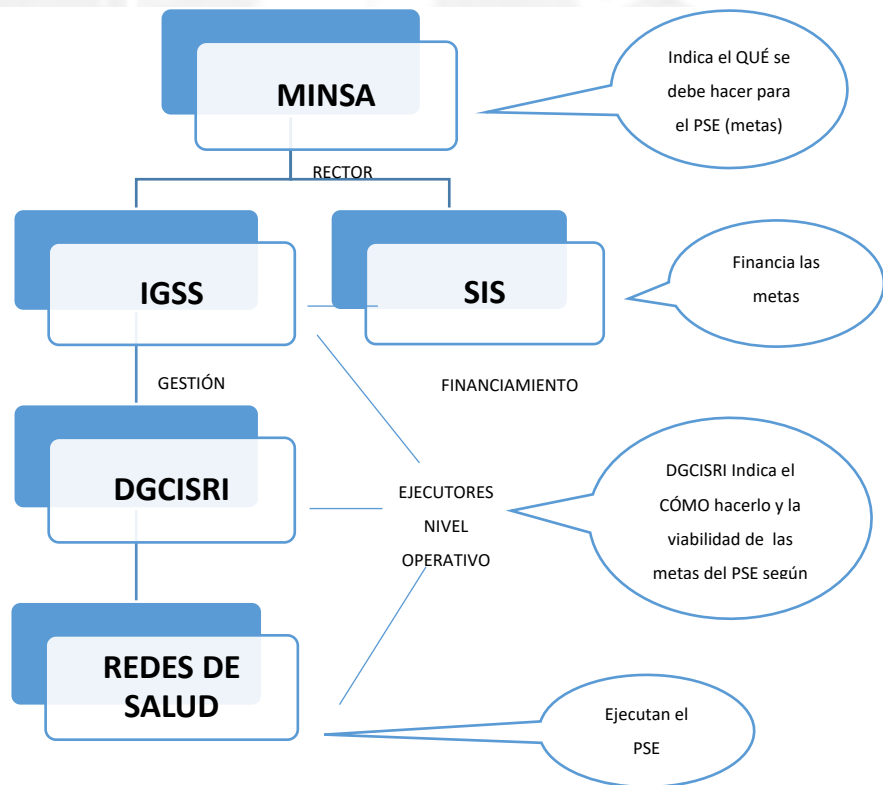 MINSA
Indica el QUÉ se
debe hacer para
el PSE (metas)
RECTOR
IGSS
SIS
Financia las
metas
GESTIÓN
FINANCIAMIENTO
DGCISRI
EJECUTORES
NIVEL
OPERATIVO
DGCISRI Indica el
CÓMO hacerlo y la
viabilidad de las
metas del PSE según
REDES DE
SALUD
Ejecutan el
PSE